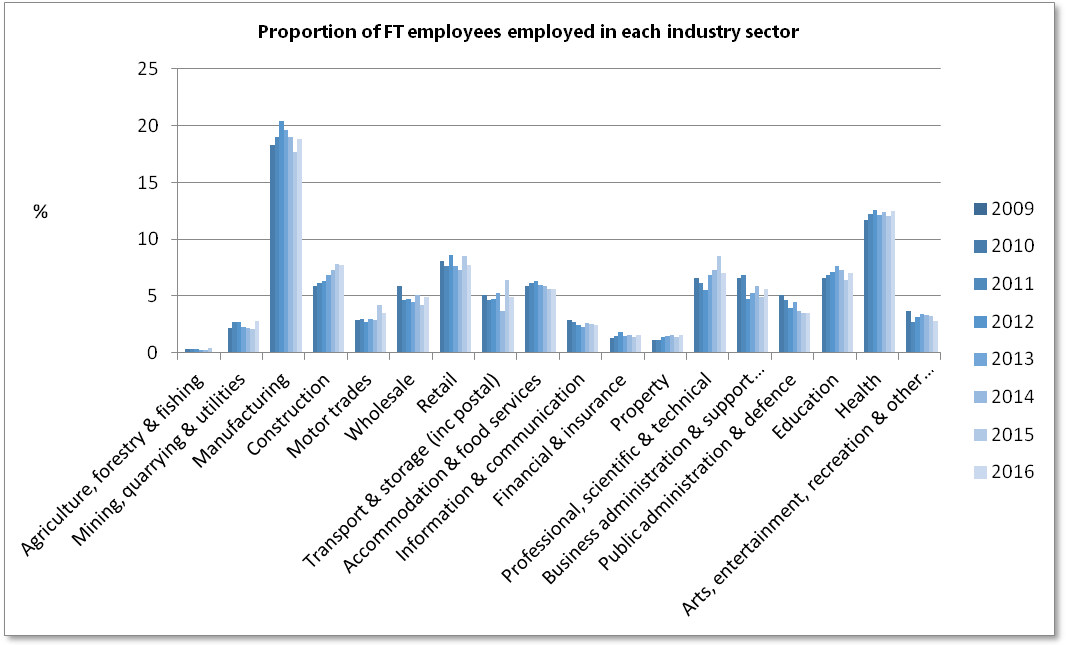 Proportion of FT employees employed in each industry sector
25
20
15
10
5
0
%
Agriculture, forestry & fishing
Mining, quarrying & utilities
Manufacturing
Construction
Motor trades
Wholesale
Retail
Transport & storage (inc postal)
Accommodation & food services
Information & communication
Financial & insurance
Property
Professional, scientific & technical
Business administration & support...
Public administration & defence
Education
Health
Arts, entertainment, recreation & other...
2009
2010
2011
2012
2013
2014
2015
2016